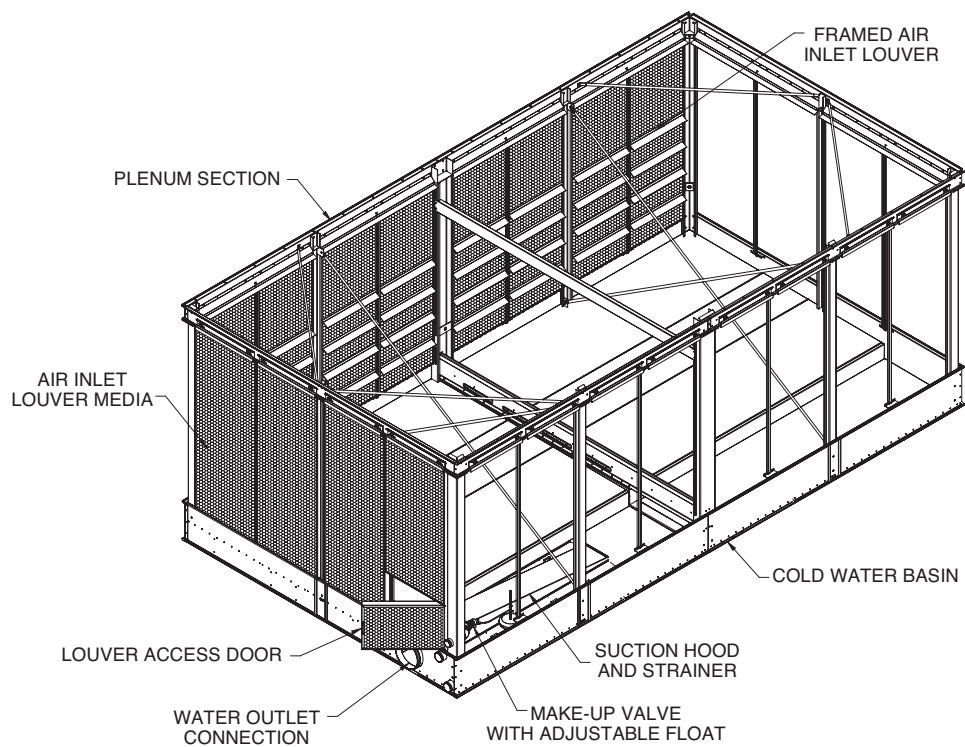 FRAMED AIR
INLET LOUVER
PLENUM SECTION
AIR INLET
LOUVER MEDIA
COLD WATER BASIN
LOUVER ACCESS DOOR
SUCTION HOOD
AND STRAINER
WATER OUTLET
CONNECTION
MAKE-UP VALVE
WITH ADJUSTABLE FLOAT